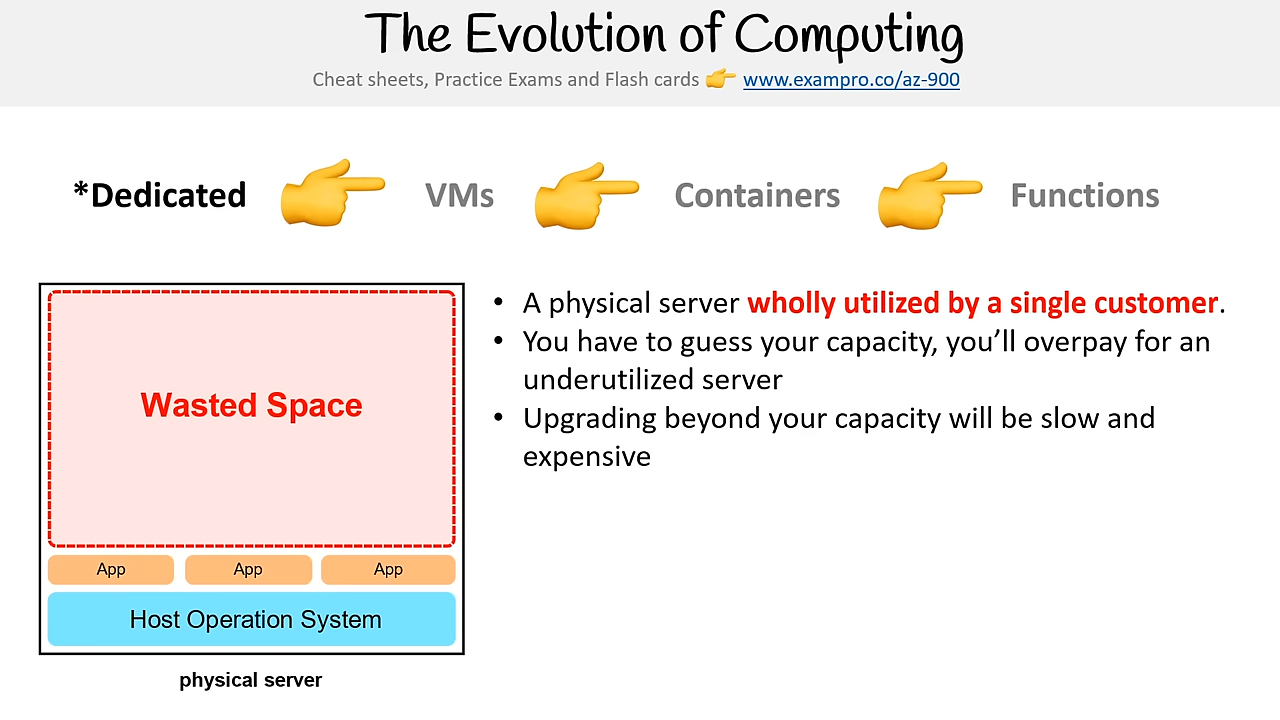 The Evolution of Computing
Cheat sheets, Practice Exams and Flash cards 👉 www.exampro.co/az-900
*Dedicated 👉 VMs 👉 Containers 👉 Functions
Wasted Space
App App App
Host Operation System
physical server
• A physical server wholly utilized by a single customer.
• You have to guess your capacity, you’ll overpay for an
underutilized server
• Upgrading beyond your capacity will be slow and
expensive